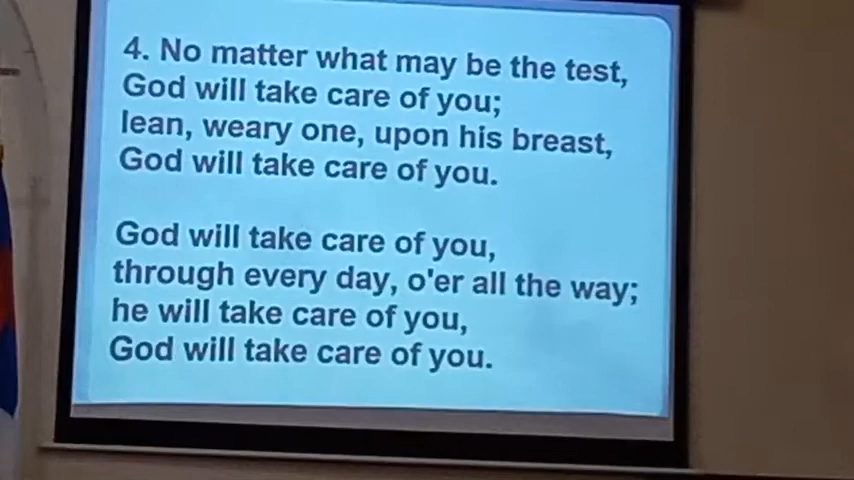 4. No matter what may be the test,
God will take care of you;
lean, weary one, upon his breast,
God will take care of you.
God will take care of you,
through every day, o'er all the way;
he will take care of you,
God will take care of you.